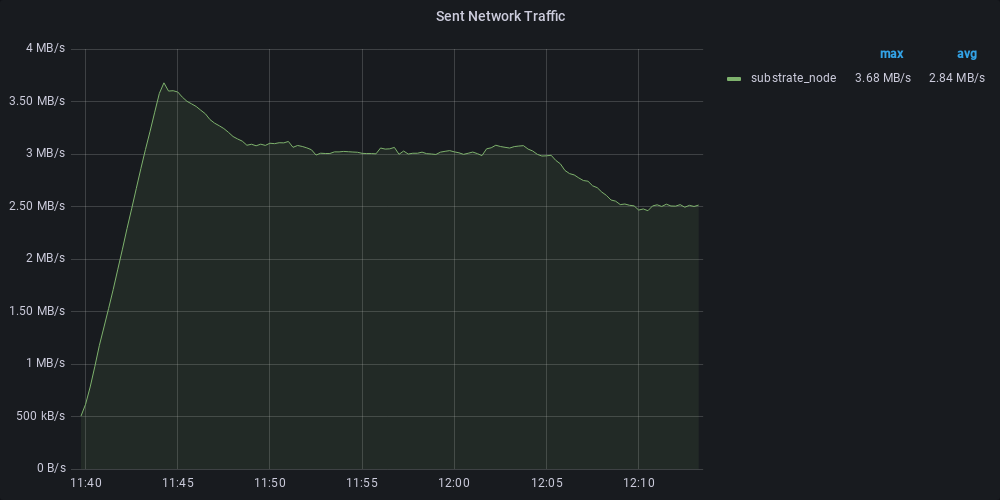 Sent Network Traffic
4 MB/s
3.50 MB/s
3 MB/s
2.50 MB/s
2 MB/s
1.50 MB/s
1 MB/s
500 kB/s
0 B/s
11:40 11:45 11:50 11:55 12:00 12:05 12:10
max avg
substrate_node 3.68 MB/s 2.84 MB/s